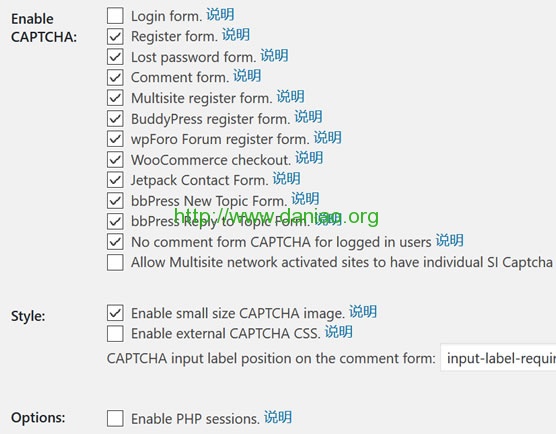 Enable CAPTCHA:
Login form. 说明
Register form. 说明
Lost password form. 说明
Comment form. 说明
Multisite register form. 说明
BuddyPress register form. 说明
wpForo Forum register form. 说明
WooCommerce checkout. 说明
Jetpack Contact Form. 说明
bbPress New Topic Form. 说明
http://www.daniao.org
bbPress Reply to Topic Form. 说明
No comment form CAPTCHA for logged in users 说明
Allow Multisite network activated sites to have individual SI Captcha
Style:
Enable small size CAPTCHA image. 说明
Enable external CAPTCHA CSS. 说明
CAPTCHA input label position on the comment form: input-label-requir
Options:
Enable PHP sessions. 说明